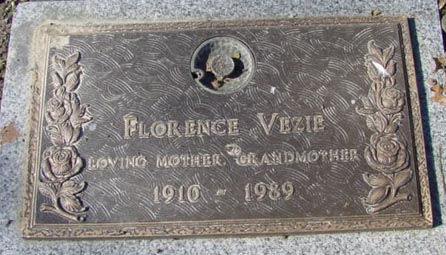 FLORENCE VEZIE
LOVING MOTHER GRANDMOTHER
1910 - 1989